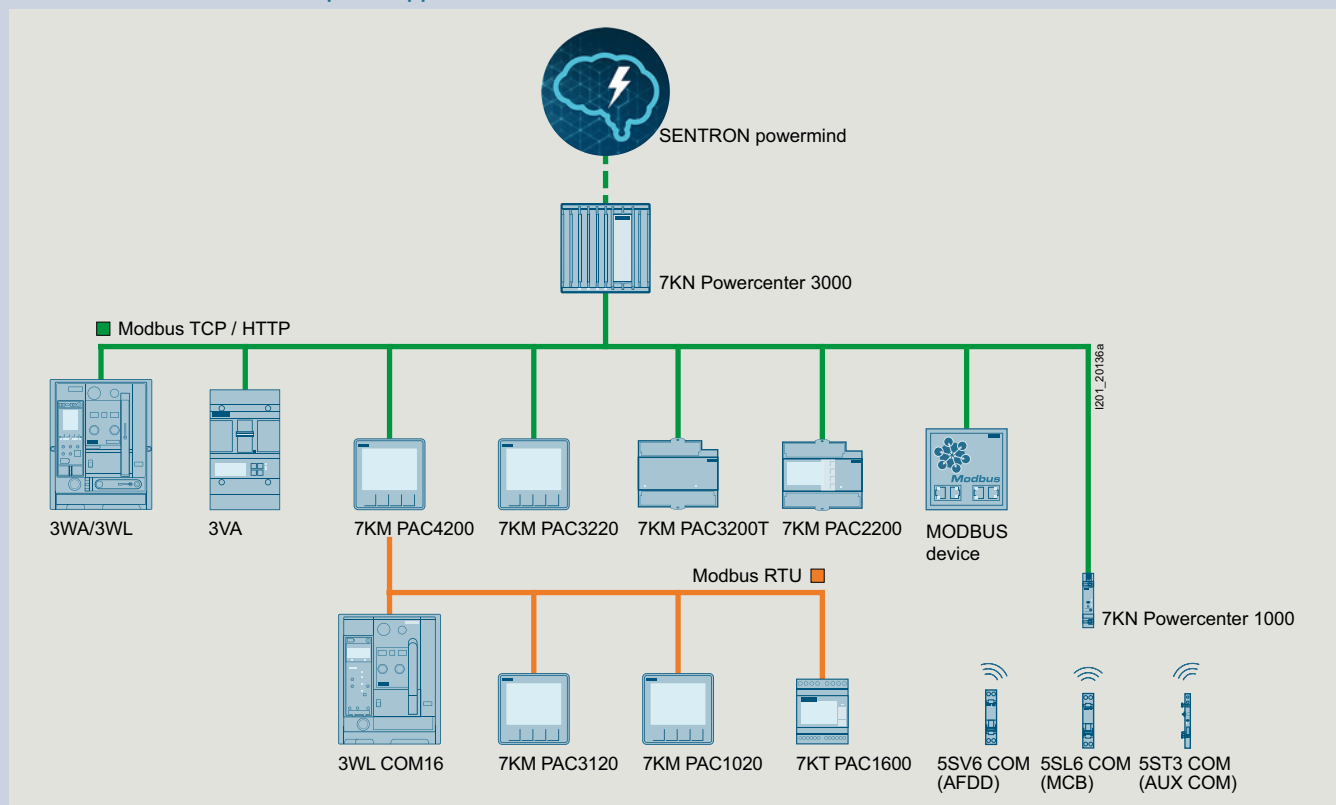 SENTRON powermind
7KN Powercenter 3000
Modbus TCP / HTTP
I201_20136a
Modbus
3WA/3WL
3VA
7KM PAC4200
7KM PAC3220
7KM PAC3200T
7KM PAC2200
MODBUS
device
Modbus RTU
7KN Powercenter 1000
3WL COM16
7KM PAC3120
7KM PAC1020
7KT PAC1600
5SV6 COM
(AFDD)
5SL6 COM
(MCB)
5ST3 COM
(AUX COM)